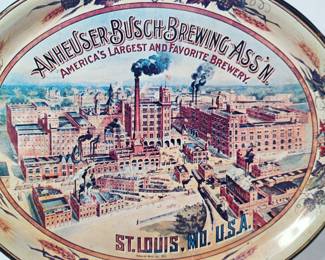 ANHEUSER-BUSCH BREWING ASS'N.
AMERICA'S LARGEST AND FAVORITE BREWERY.
ST. LOUIS, MO. U.S.A.